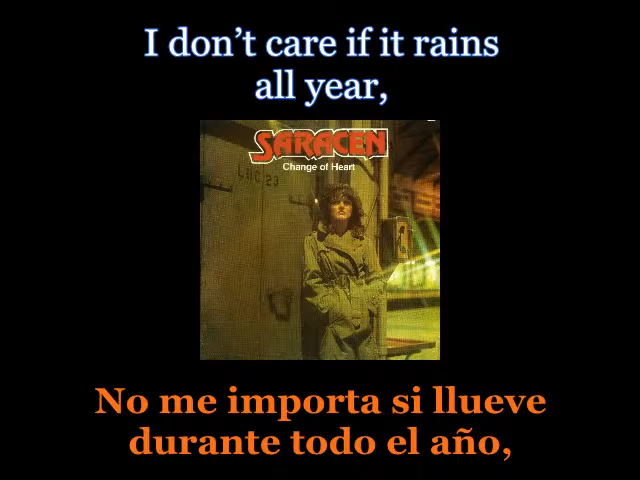 I don’t care if it rains
all year,
SARACEN
Change of Heart
No me importa si llueve
durante todo el año,